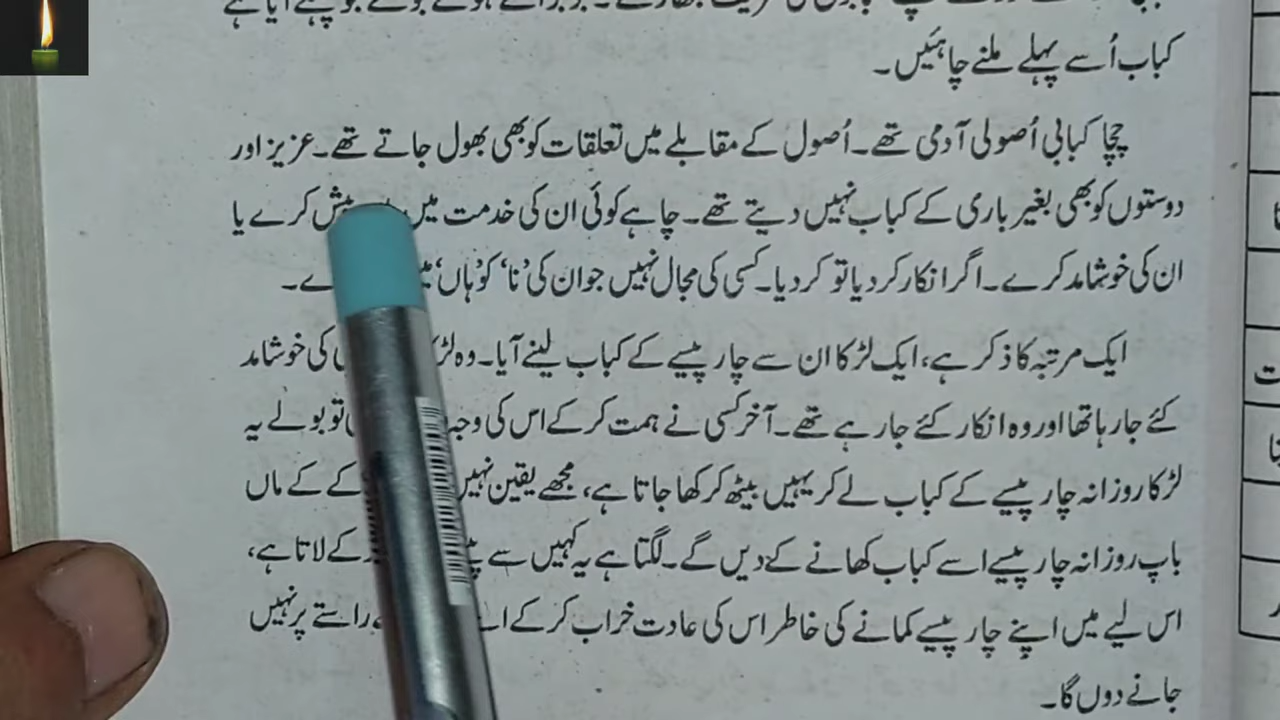 کباب اُسے پہلے ملنے چاہئیں۔
چچا کبابی اُصولی آدمی تھے۔ اُصول کے مقابلے میں تعلقات کو بھی بھول جاتے تھے۔ عزیز اور
دوستوں کو بھی بغیر باری کے کباب نہیں دیتے تھے۔ چاہے کوئی ان کی خدمت میں پیش کرے یا
ان کی خوشامد کرے۔ اگر انکار کر دیا تو کر دیا۔ کسی کی مجال نہیں جو ان کی ’نا‘ کو ’ہاں‘
ایک مرتبہ کا ذکر ہے، ایک لڑکا ان سے چار پیسے کے کباب لینے آیا۔ وہ کی خوشامد
کئے جا رہا تھا اور وہ انکار کئے جا رہے تھے۔ آخر کسی نے ہمت کر کے اس کی تو بولے یہ
لڑکا روزانہ چار پیسے کے کباب لے کر یہیں بیٹھ کر کھا جاتا ہے، مجھے یقین نہیں کے ماں
باپ روزانہ چار پیسے اسے کباب کھانے کے دیں گے۔ لگتا ہے یہ کہیں سے کے لاتا ہے،
اس لیے میں اپنے چار پیسے کمانے کی خاطر اس کی عادت خراب کر کے راستے پر نہیں
جانے دوں گا۔